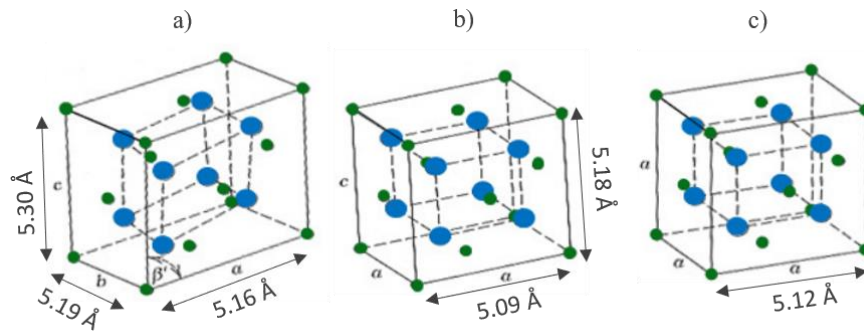 a)
b)
c)
c
5.30 Å
b
5.19 Å
β'
a
5.16 Å
c
a
a
5.09 Å
5.18 Å
a
a
a
5.12 Å